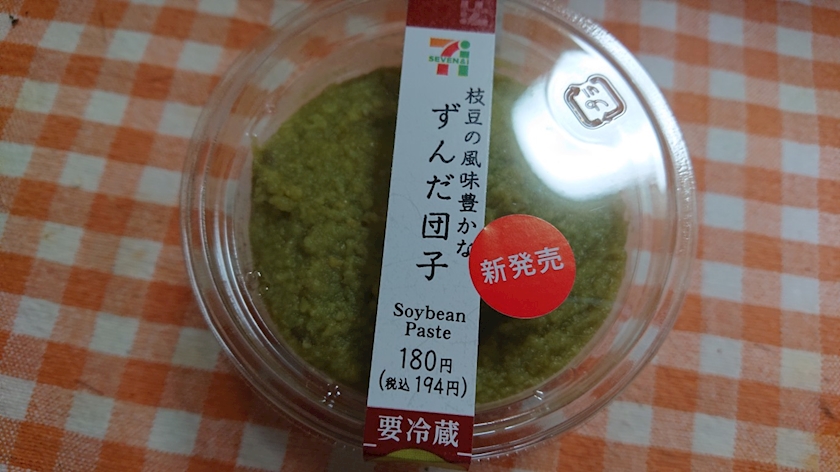 SEVEN&i
枝豆の風味豊かな
ずんだ団子
Soybean
Paste
180円
(税込 194円)
要冷蔵
新発売